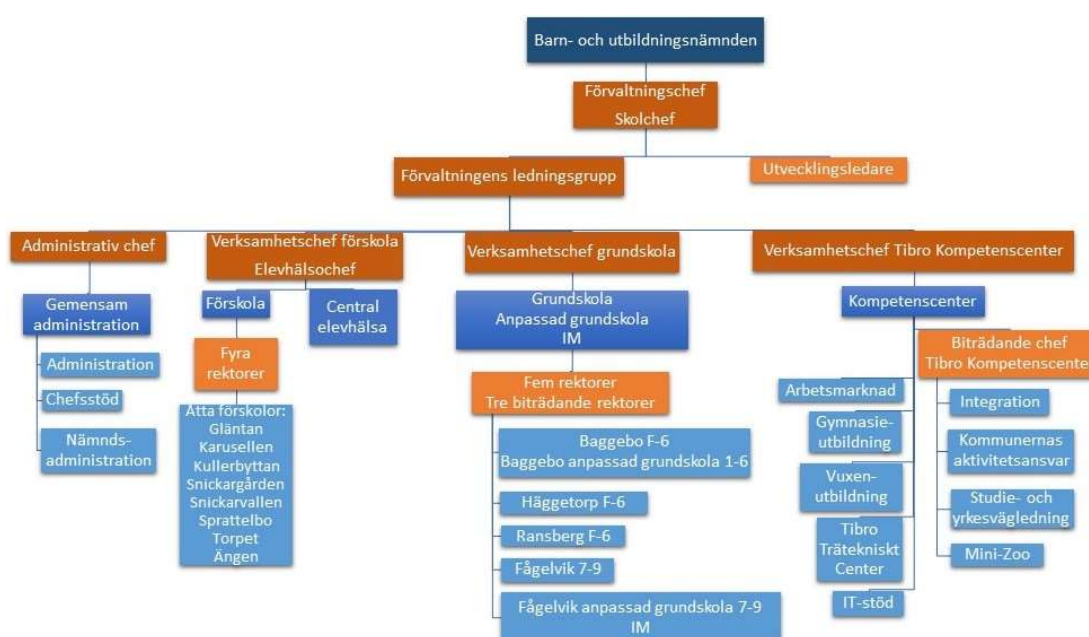 Barn- och utbildningsnämnden
Förvaltningschef
Skolchef
Utvecklingsledare
Förvaltningens ledningsgrupp
Administrativ chef
Verksamhetschef förskola
Elevhälsochef
Verksamhetschef grundskola
Verksamhetschef Tibro Kompetenscenter
Gemensam
administration
Administration
Chefsstöd
Nämnds-
administration
Förskola
Central
elevhälsa
Fyra
rektorer
Åtta förskolor:
Gläntan
Karusellen
Kullerbyttan
Snickargården
Snickarvallen
Sprattelbo
Torpet
Ängen
Grundskola
Anpassad grundskola
IM
Fem rektorer
Tre biträdande rektorer
Baggebo F-6
Baggebo anpassad grundskola 1-6
Häggetorp F-6
Ransberg F-6
Fågelvik 7-9
Fågelvik anpassad grundskola 7-9
IM
Kompetenscenter
Arbetsmarknad
Gymnasie-
utbildning
Vuxen-
utbildning
Tibro
Trätekniskt
Center
IT-stöd
Biträdande chef
Tibro Kompetenscenter
Integration
Kommunernas
aktivitetsansvar
Studie- och
yrkesvägledning
Mini-Zoo